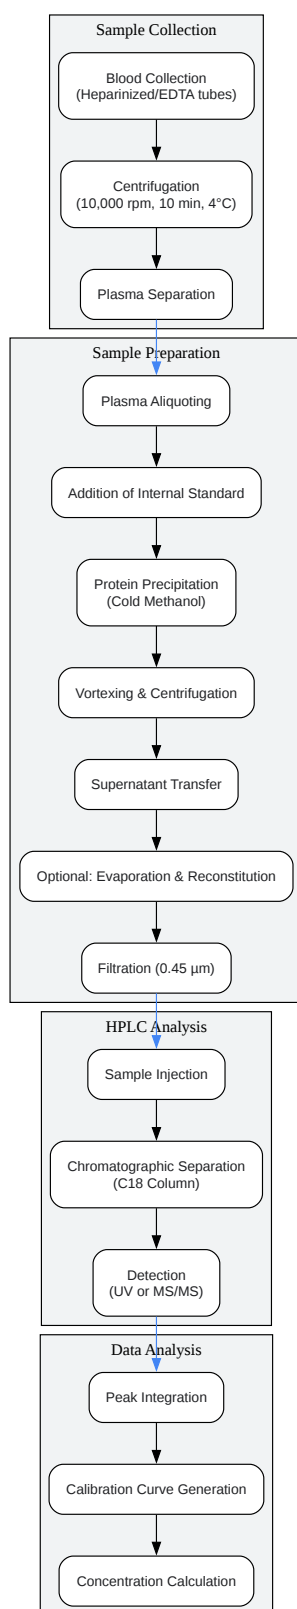 Sample Collection
Blood Collection
(Heparinized/EDTA tubes)
Centrifugation
(10,000 rpm, 10 min, 4°C)
Plasma Separation
Sample Preparation
Plasma Aliquoting
Addition of Internal Standard
Protein Precipitation
(Cold Methanol)
Vortexing & Centrifugation
Supernatant Transfer
Optional: Evaporation & Reconstitution
Filtration (0.45 µm)
HPLC Analysis
Sample Injection
Chromatographic Separation
(C18 Column)
Detection
(UV or MS/MS)
Data Analysis
Peak Integration
Calibration Curve Generation
Concentration Calculation